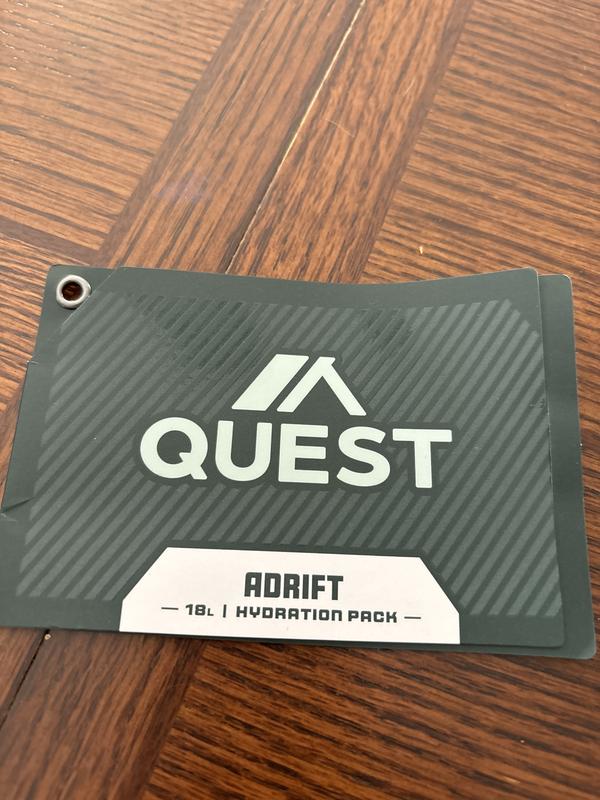 QUEST
ADRIFT
— 18L | HYDRATION PACK —